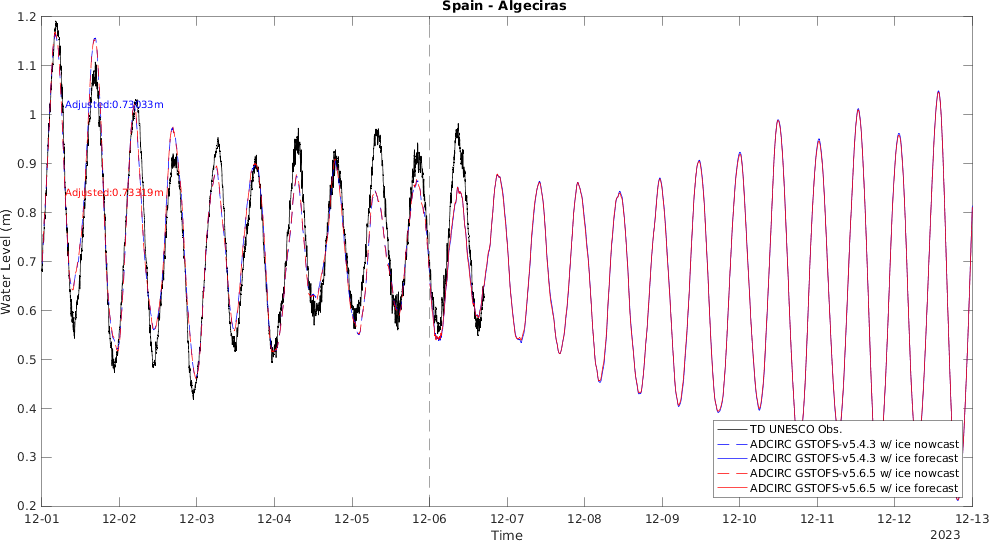 Spain - Algeciras
1.2
1.1
1
0.9
0.8
0.7
0.6
0.5
0.4
0.3
0.2
Water Level (m)
Adjusted:0.73033m
Adjusted:0.73319m
TD UNESCO Obs.
ADCIRC GSTOFS-v5.4.3 w/ ice nowcast
ADCIRC GSTOFS-v5.4.3 w/ ice forecast
ADCIRC GSTOFS-v5.6.5 w/ ice nowcast
ADCIRC GSTOFS-v5.6.5 w/ ice forecast
12-01 12-02 12-03 12-04 12-05 12-06 12-07 12-08 12-09 12-10 12-11 12-12 12-13
Time
2023